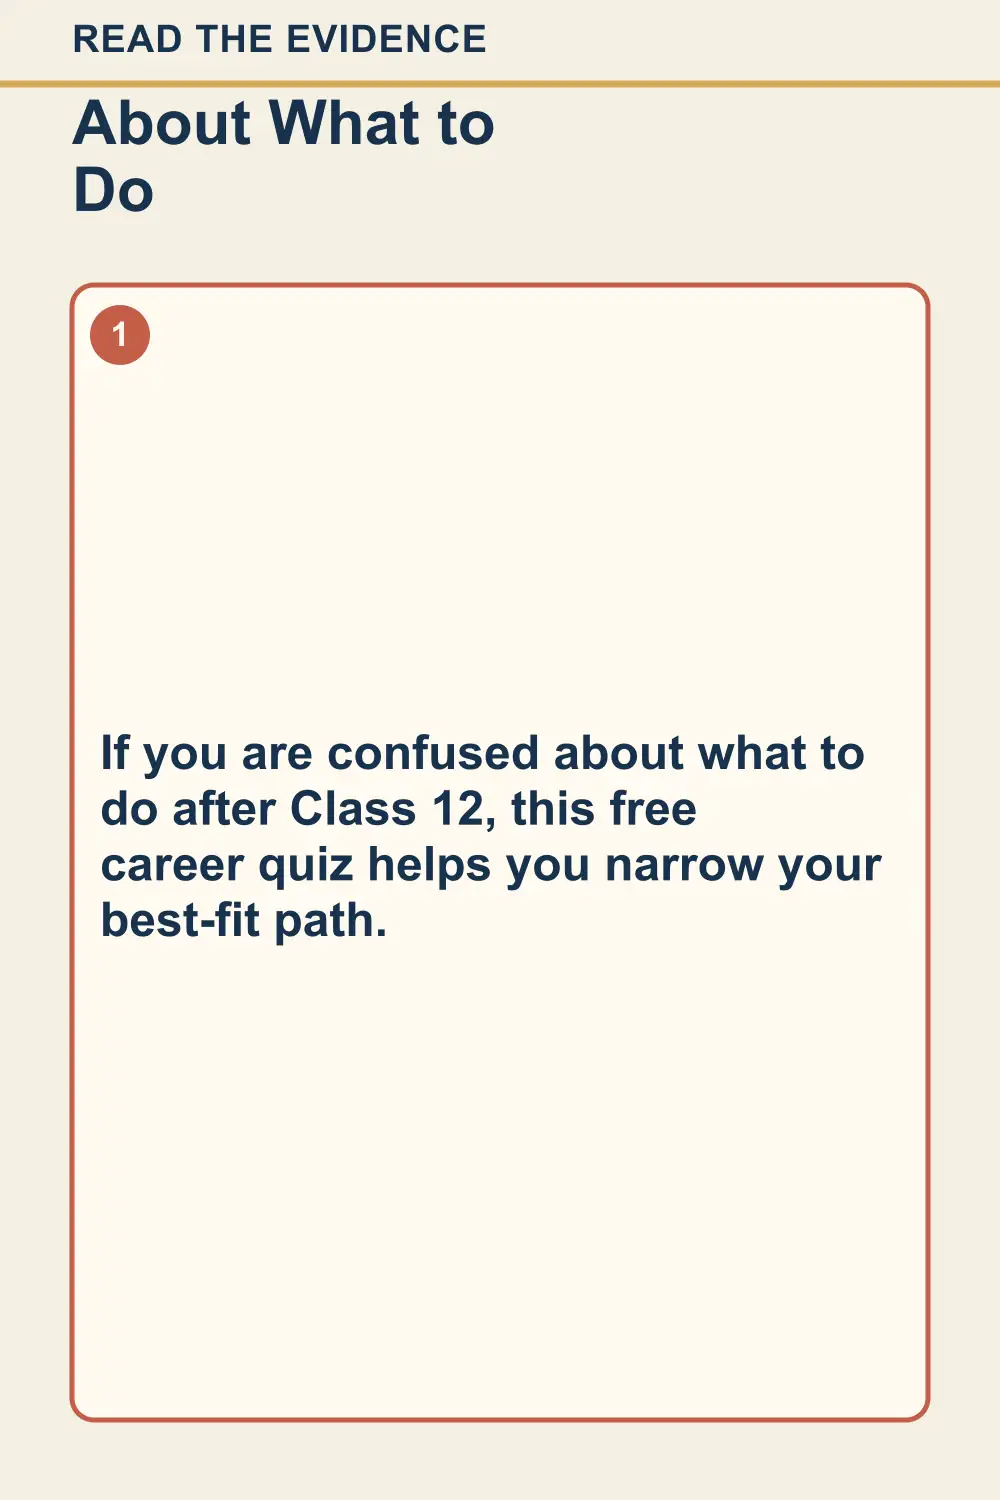 READ THE EVIDENCE
About What to
Do
1
If you are confused about what to
do after Class 12, this free
career quiz helps you narrow your
best-fit path.